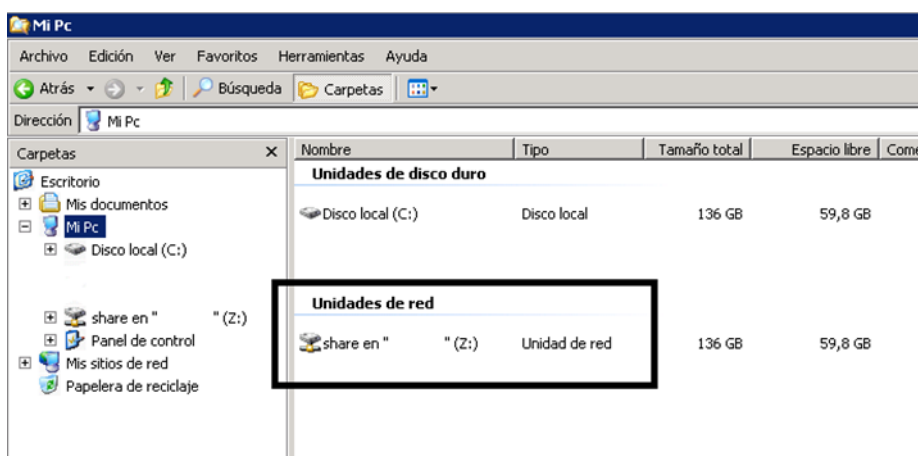 Mi Pc
Archivo Edición Ver Favoritos Herramientas Ayuda
Atrás Búsqueda Carpetas
Dirección Mi Pc
Carpetas X Nombre Tipo Tamaño total Espacio libre Come
Escritorio
Mis documentos
Mi Pc
Disco local (C:)
share en " " (Z:)
Panel de control
Mis sitios de red
Papelera de reciclaje
Unidades de disco duro
Disco local (C:) Disco local 136 GB 59,8 GB
Unidades de red
share en " " (Z:) Unidad de red 136 GB 59,8 GB